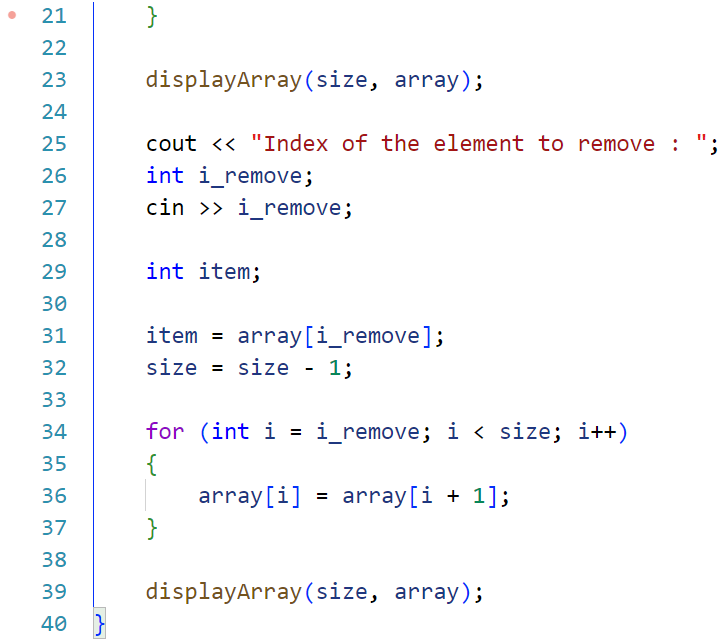 21 }
22
23 displayArray(size, array);
24
25 cout << "Index of the element to remove : ";
26 int i_remove;
27 cin >> i_remove;
28
29 int item;
30
31 item = array[i_remove];
32 size = size - 1;
33
34 for (int i = i_remove; i < size; i++)
35 {
36 array[i] = array[i + 1];
37 }
38
39 displayArray(size, array);
40 }